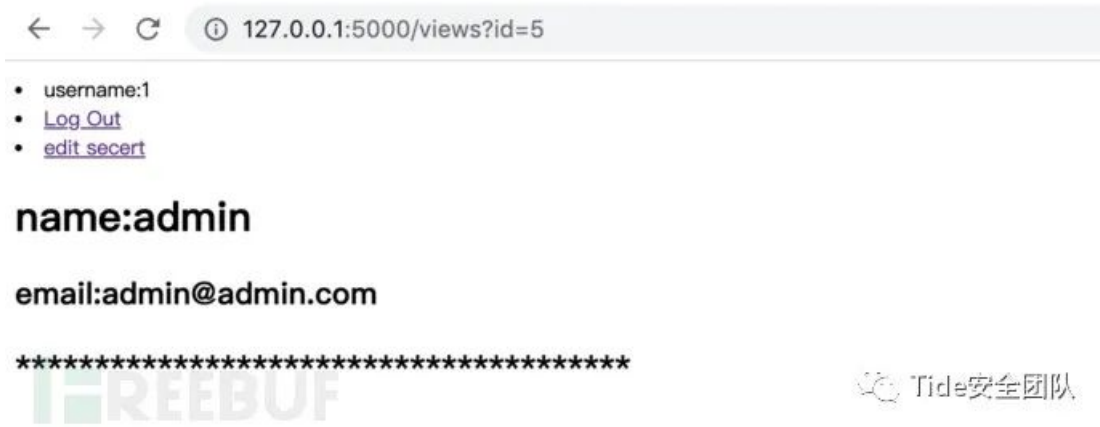 127.0.0.1:5000/views?id=5
username:1
Log Out
edit secert
name:admin
email:admin@admin.com
***************************************
FREEBUF
Tide安全团队